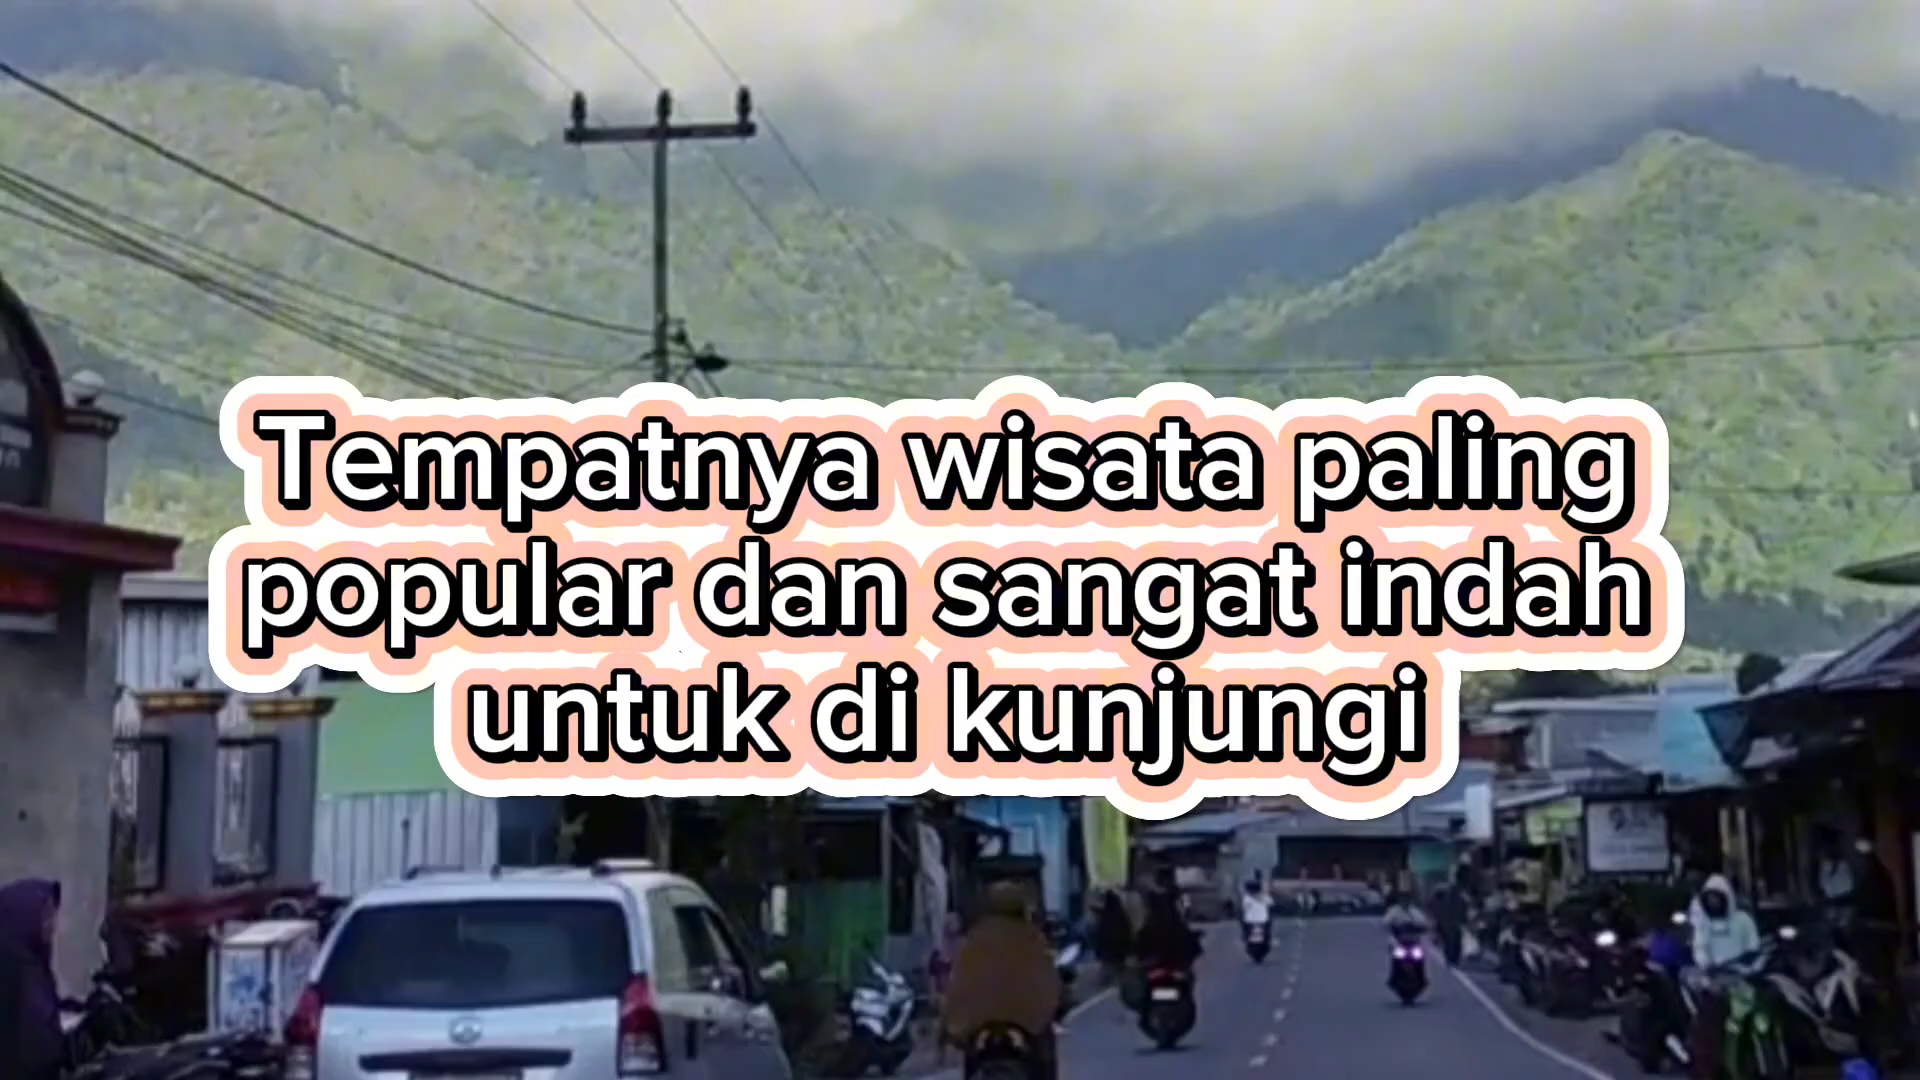 Tempatnya wisata paling
popular dan sangat indah
untuk di kunjungi